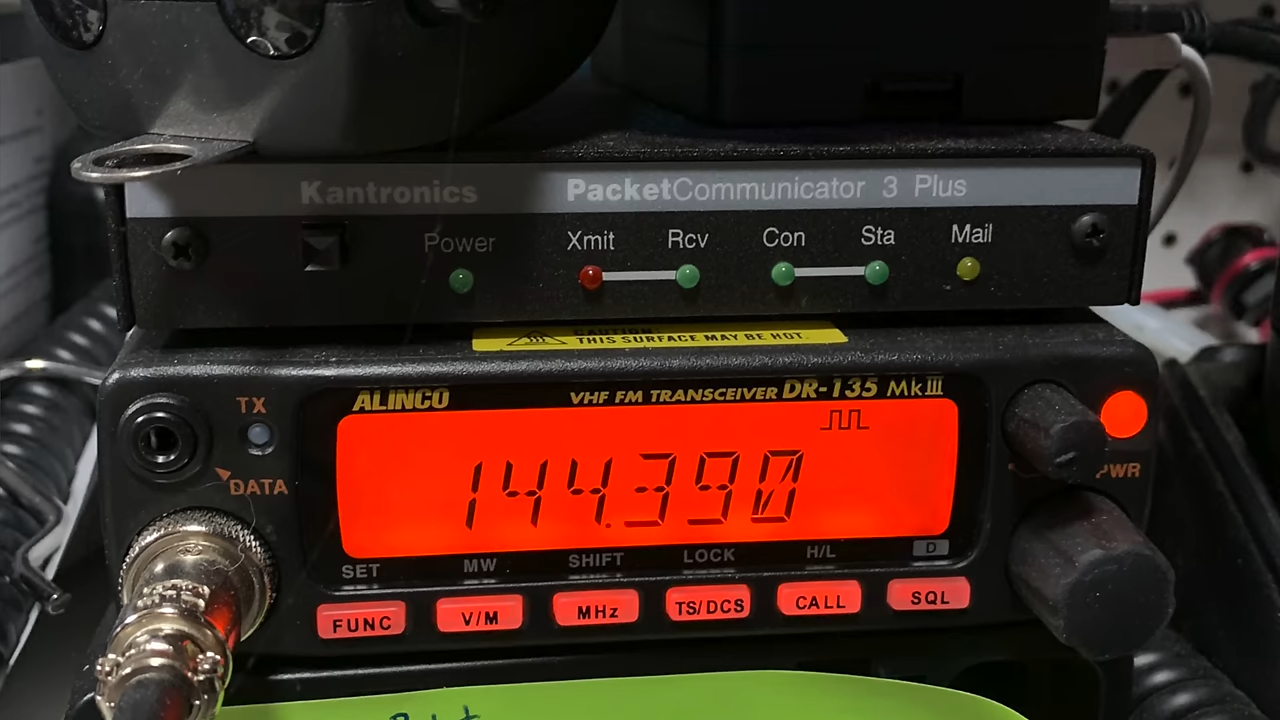 Kantronics PacketCommunicator 3 Plus
Power Xmit Rcv Con Sta Mail
CAUTION:
THIS SURFACE MAY BE HOT.
ALINCO VHF FM TRANSCEIVER DR-135 MkIII
TX
144.390
PWR
DATA
SET MW SHIFT LOCK H/L D
FUNC V/M MHz TS/DCS CALL SQL